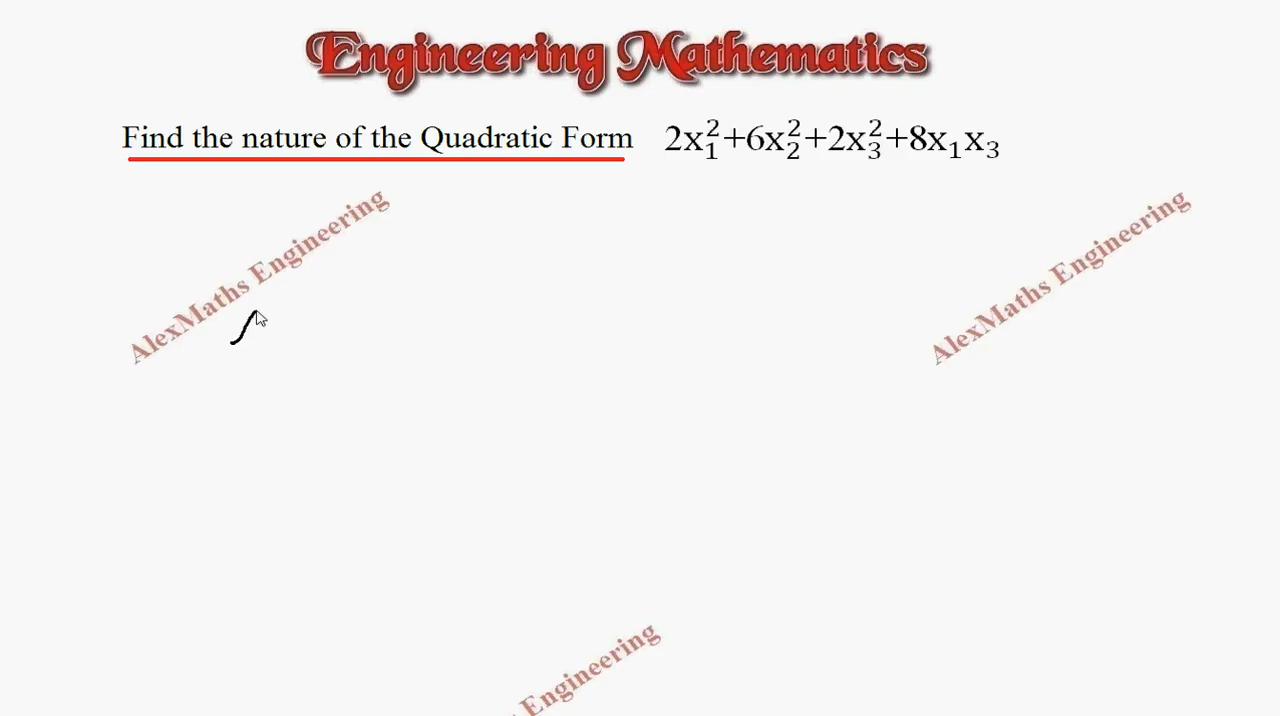 Engineering Mathematics
Find the nature of the Quadratic Form 2x₁²+6x₂²+2x₃²+8x₁x₃
AlexMaths Engineering
AlexMaths Engineering
s Engineering